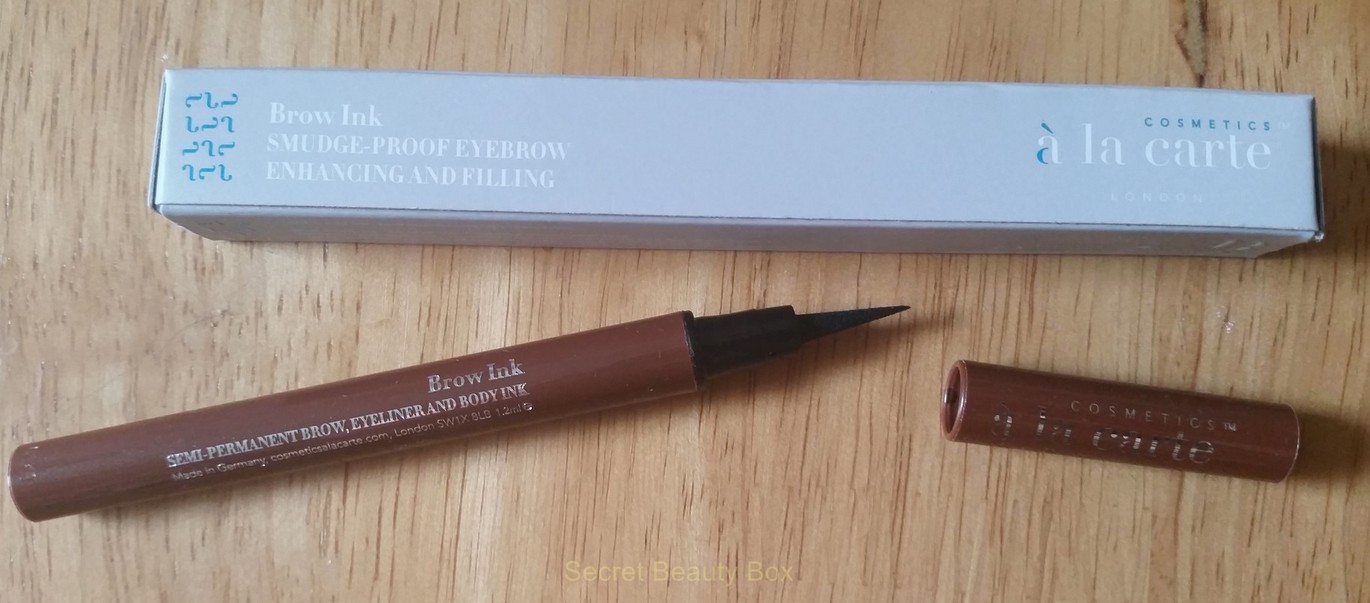 Brow Ink
SMUDGE-PROOF EYEBROW
ENHANCING AND FILLING
COSMETICS
à la carte
LONDON
Brow Ink
SEMI-PERMANENT BROW, EYELINER AND BODY INK
Made in Germany, cosmeticsalacarte.com, London SW1X 8LB 1.2ml
COSMETICS™
à la carte
Secret Beauty Box